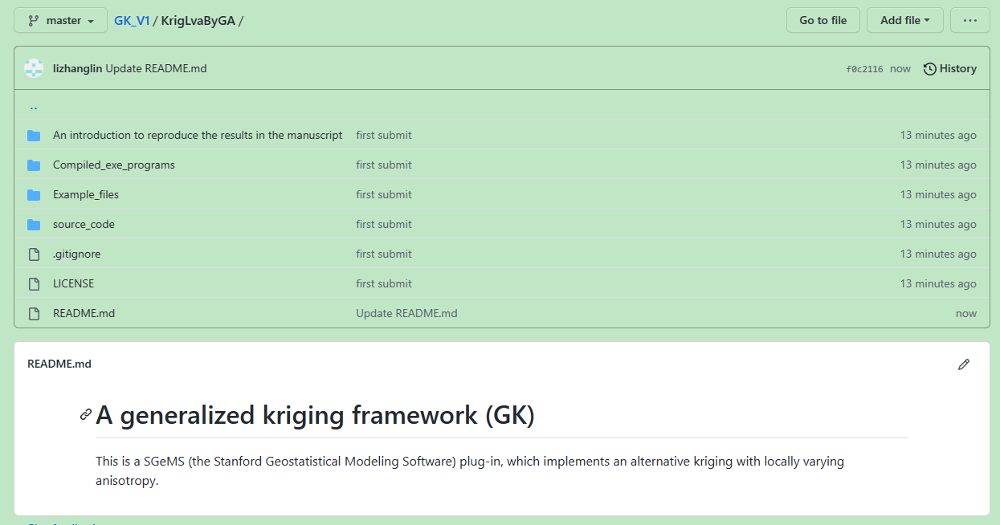 master GK_V1 / KrigLvaByGA / Go to file Add file ...
lizhanglin Update README.md f0c2116 now History
..
An introduction to reproduce the results in the manuscript first submit 13 minutes ago
Compiled_exe_programs first submit 13 minutes ago
Example_files first submit 13 minutes ago
source_code first submit 13 minutes ago
.gitignore first submit 13 minutes ago
LICENSE first submit 13 minutes ago
README.md Update README.md now
README.md
A generalized kriging framework (GK)
This is a SGeMS (the Stanford Geostatistical Modeling Software) plug-in, which implements an alternative kriging with locally varying
anisotropy.